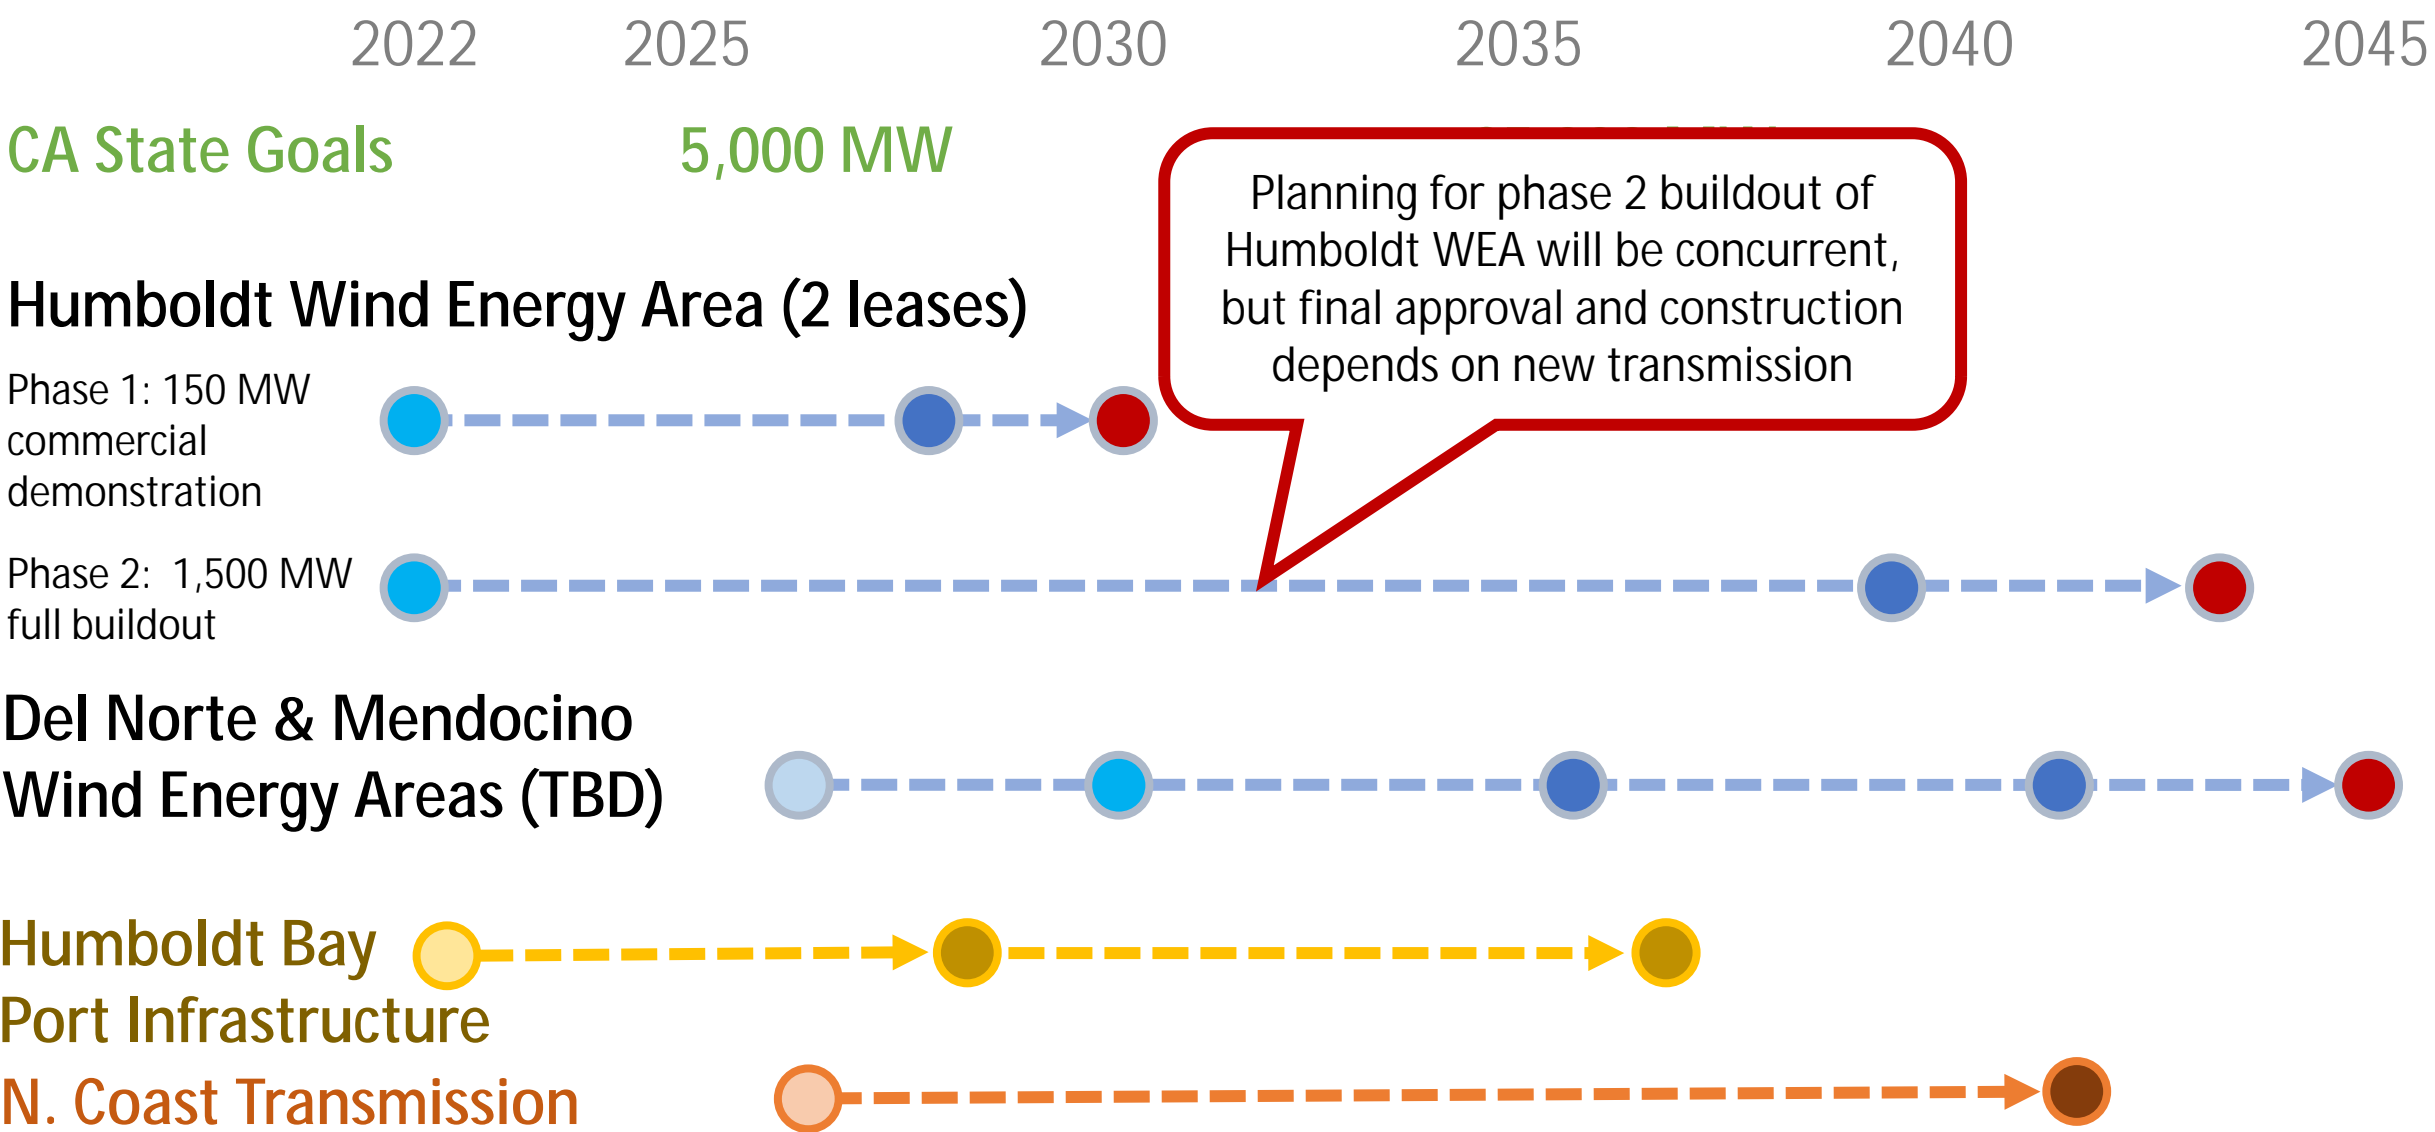 2022 2025 2030 2035 2040 2045
CA State Goals 5,000 MW
Planning for phase 2 buildout of
Humboldt WEA will be concurrent,
but final approval and construction
depends on new transmission
Humboldt Wind Energy Area (2 leases)
Phase 1: 150 MW
commercial
demonstration
Phase 2: 1,500 MW
full buildout
Del Norte & Mendocino
Wind Energy Areas (TBD)
Humboldt Bay
Port Infrastructure
N. Coast Transmission